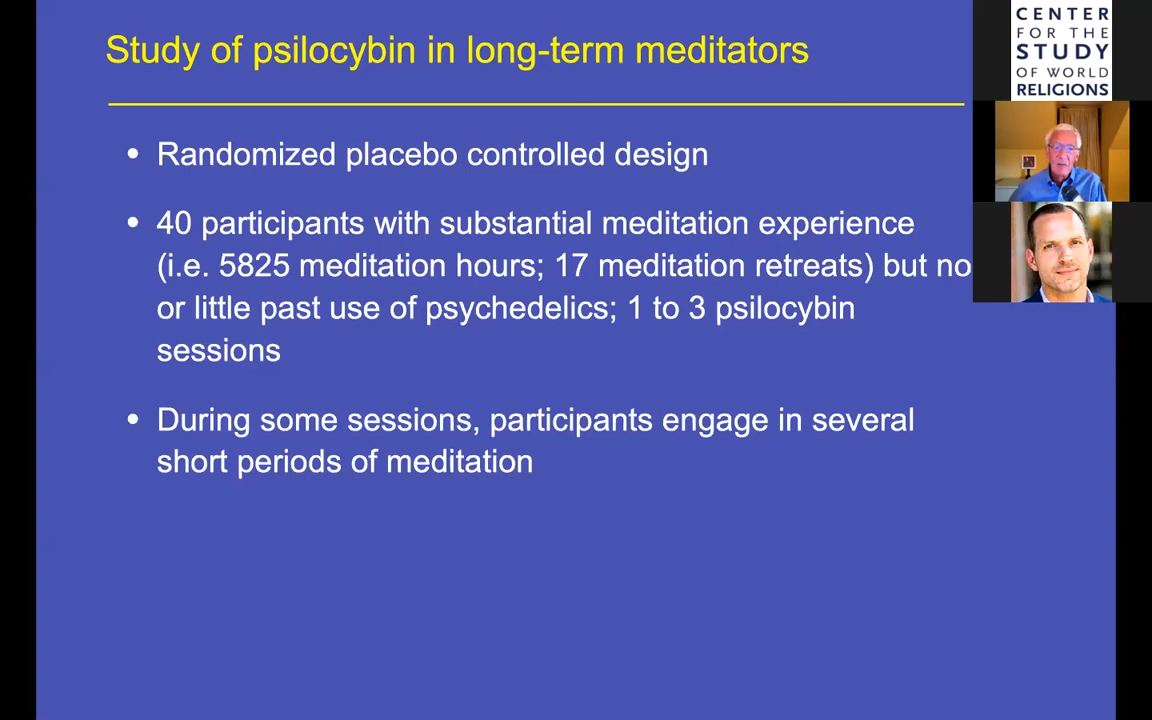 Study of psilocybin in long-term meditators
• Randomized placebo controlled design
• 40 participants with substantial meditation experience
(i.e. 5825 meditation hours; 17 meditation retreats) but no
or little past use of psychedelics; 1 to 3 psilocybin
sessions
• During some sessions, participants engage in several
short periods of meditation
CENTER
FOR THE
STUDY
OF WORLD
RELIGIONS